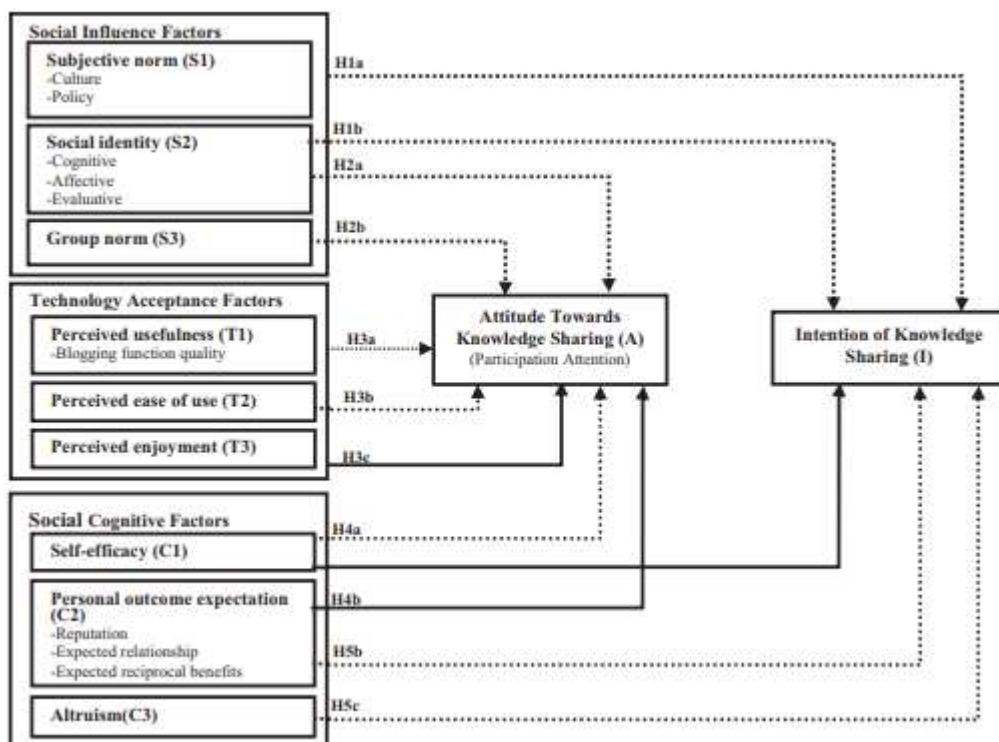 Social Influence Factors
Subjective norm (S1)
-Culture
-Policy
Social identity (S2)
-Cognitive
-Affective
-Evaluative
Group norm (S3)
H1a
H1b
H2a
H2b
Technology Acceptance Factors
Perceived usefulness (T1)
-Blogging function quality
Perceived ease of use (T2)
Perceived enjoyment (T3)
H3a
H3b
H3c
Attitude Towards
Knowledge Sharing (A)
(Participation Attention)
Intention of Knowledge
Sharing (I)
Social Cognitive Factors
Self-efficacy (C1)
Personal outcome expectation
(C2)
-Reputation
-Expected relationship
-Expected reciprocal benefits
Altruism(C3)
H4a
H4b
H5b
H5c